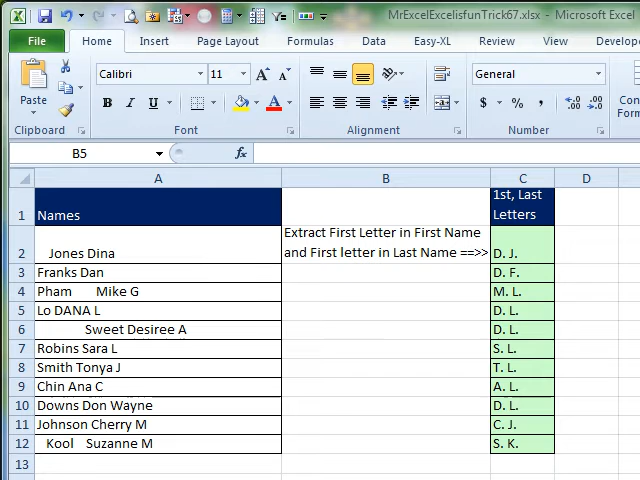 MrExcelExcelisfunTrick67.xlsx - Microsoft Excel
File Home Insert Page Layout Formulas Data Easy-XL Review View Develope
Paste Calibri 11 A A General
B I U A $ % ,
Clipboard Font Alignment Number
Con
Form
B5 fx
A B C D
1 Names 1st, Last
Letters
2 Jones Dina Extract First Letter in First Name
and First letter in Last Name ==>> D. J.
3 Franks Dan D. F.
4 Pham Mike G M. L.
5 Lo DANA L D. L.
6 Sweet Desiree A D. L.
7 Robins Sara L S. L.
8 Smith Tonya J T. L.
9 Chin Ana C A. L.
10 Downs Don Wayne D. L.
11 Johnson Cherry M C. J.
12 Kool Suzanne M S. K.
13